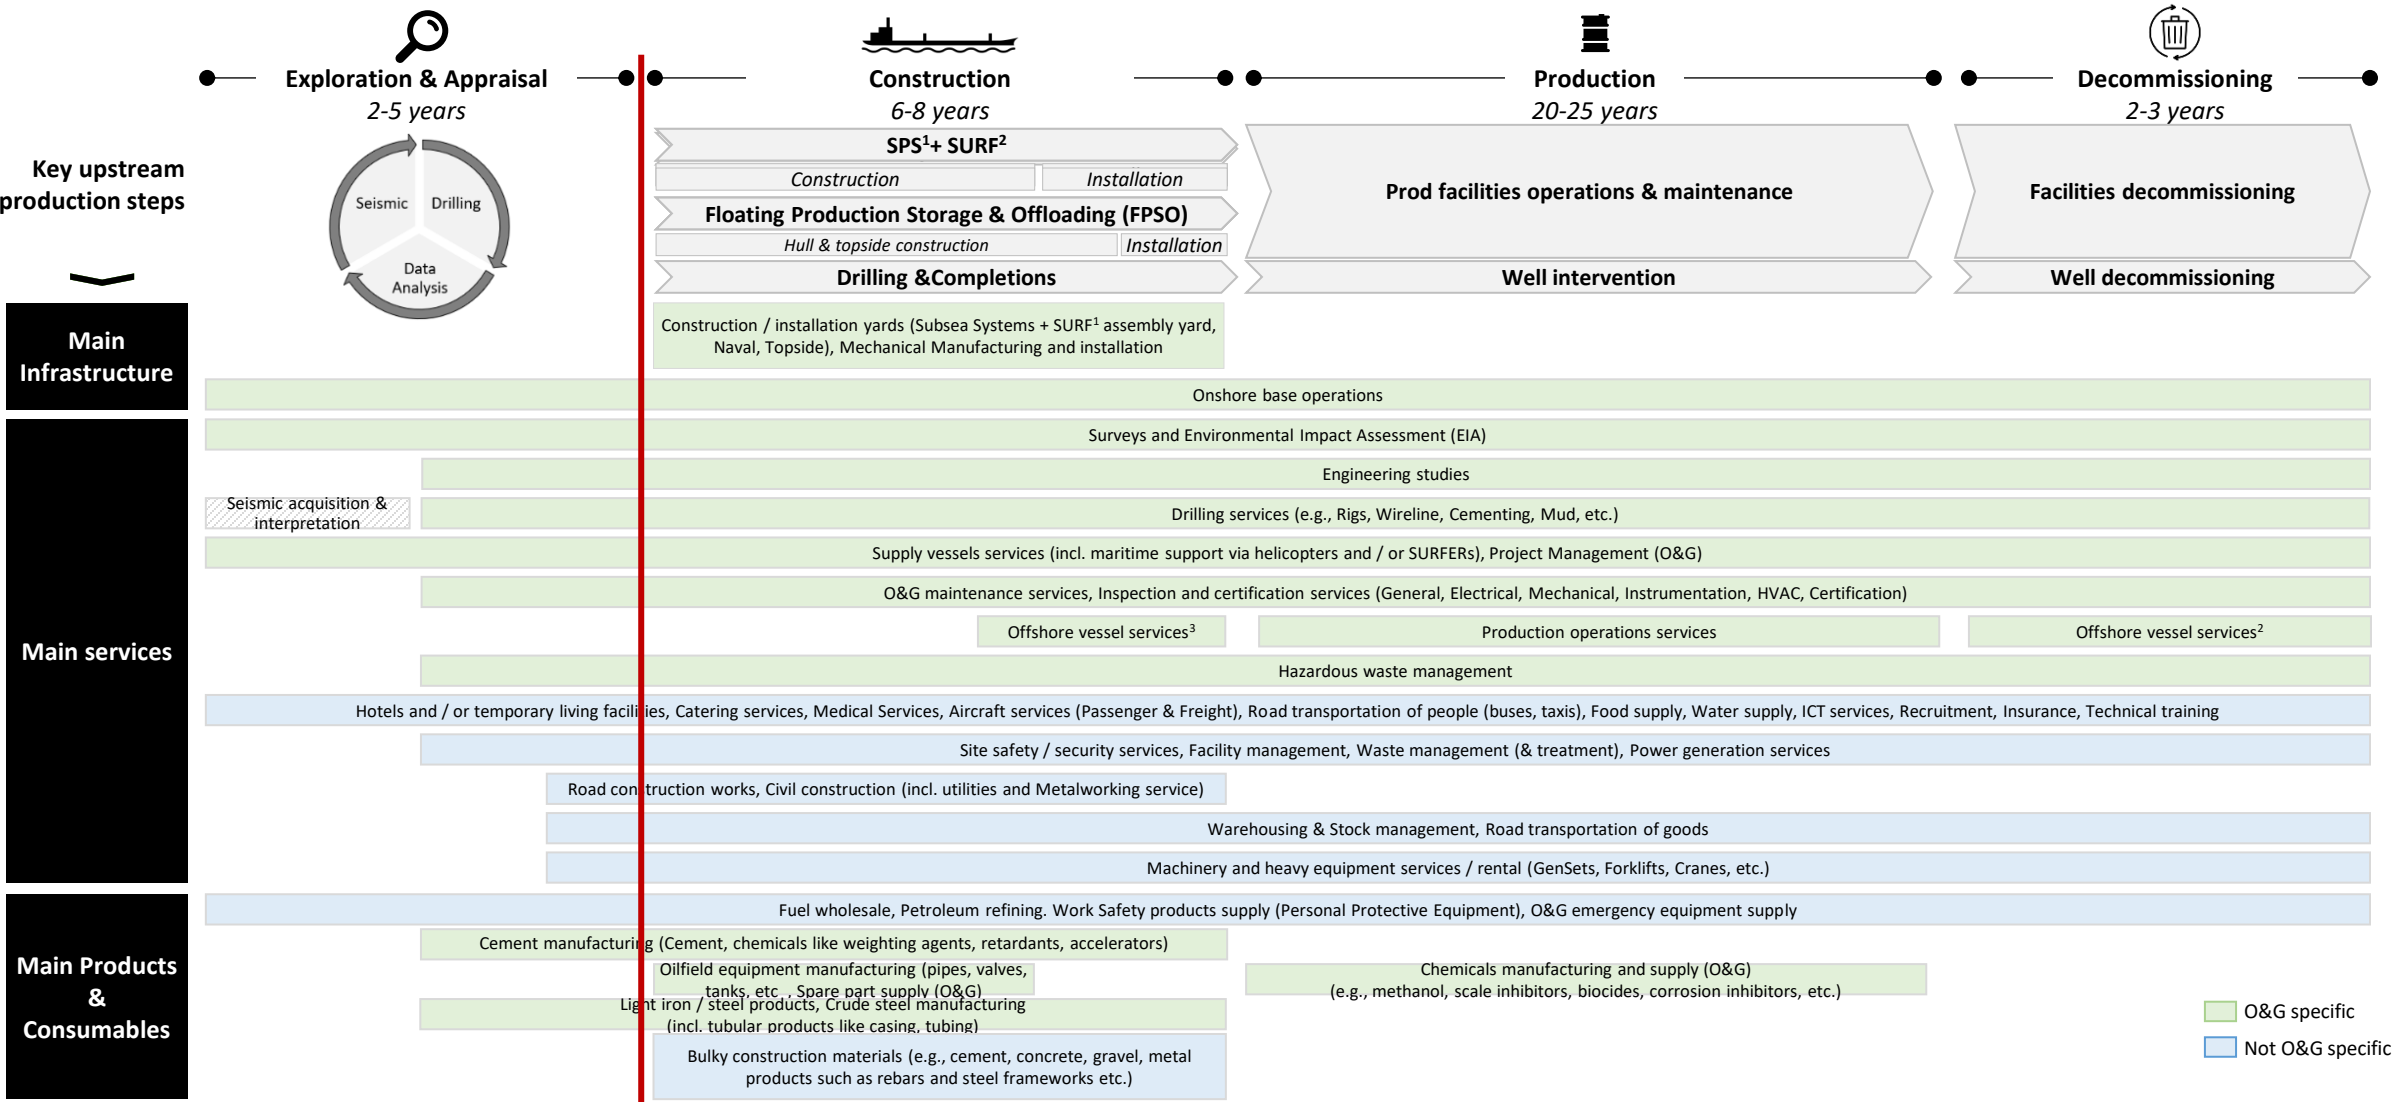 Exploration & Appraisal
2-5 years
Construction
6-8 years
Production
20-25 years
Decommissioning
2-3 years
Key upstream
production steps
Seismic
Drilling
Data
Analysis
SPS¹+ SURF²
Construction
Installation
Floating Production Storage & Offloading (FPSO)
Hull & topside construction
Installation
Drilling &Completions
Prod facilities operations & maintenance
Well intervention
Facilities decommissioning
Well decommissioning
Main
Infrastructure
Construction / installation yards (Subsea Systems + SURF¹ assembly yard,
Naval, Topside), Mechanical Manufacturing and installation
Onshore base operations
Main services
Surveys and Environmental Impact Assessment (EIA)
Engineering studies
Seismic acquisition &
interpretation
Drilling services (e.g., Rigs, Wireline, Cementing, Mud, etc.)
Supply vessels services (incl. maritime support via helicopters and / or SURFERs), Project Management (O&G)
O&G maintenance services, Inspection and certification services (General, Electrical, Mechanical, Instrumentation, HVAC, Certification)
Offshore vessel services³
Production operations services
Offshore vessel services²
Hazardous waste management
Hotels and / or temporary living facilities, Catering services, Medical Services, Aircraft services (Passenger & Freight), Road transportation of people (buses, taxis), Food supply, Water supply, ICT services, Recruitment, Insurance, Technical training
Site safety / security services, Facility management, Waste management (& treatment), Power generation services
Road construction works, Civil construction (incl. utilities and Metalworking service)
Warehousing & Stock management, Road transportation of goods
Machinery and heavy equipment services / rental (GenSets, Forklifts, Cranes, etc.)
Main Products
&
Consumables
Fuel wholesale, Petroleum refining. Work Safety products supply (Personal Protective Equipment), O&G emergency equipment supply
Cement manufacturing (Cement, chemicals like weighting agents, retardants, accelerators)
Oilfield equipment manufacturing (pipes, valves,
tanks, etc , Spare part supply (O&G)
Chemicals manufacturing and supply (O&G)
(e.g., methanol, scale inhibitors, biocides, corrosion inhibitors, etc.)
Light iron / steel products, Crude steel manufacturing
(incl. tubular products like casing, tubing)
Bulky construction materials (e.g., cement, concrete, gravel, metal
products such as rebars and steel frameworks etc.)
O&G specific
Not O&G specific